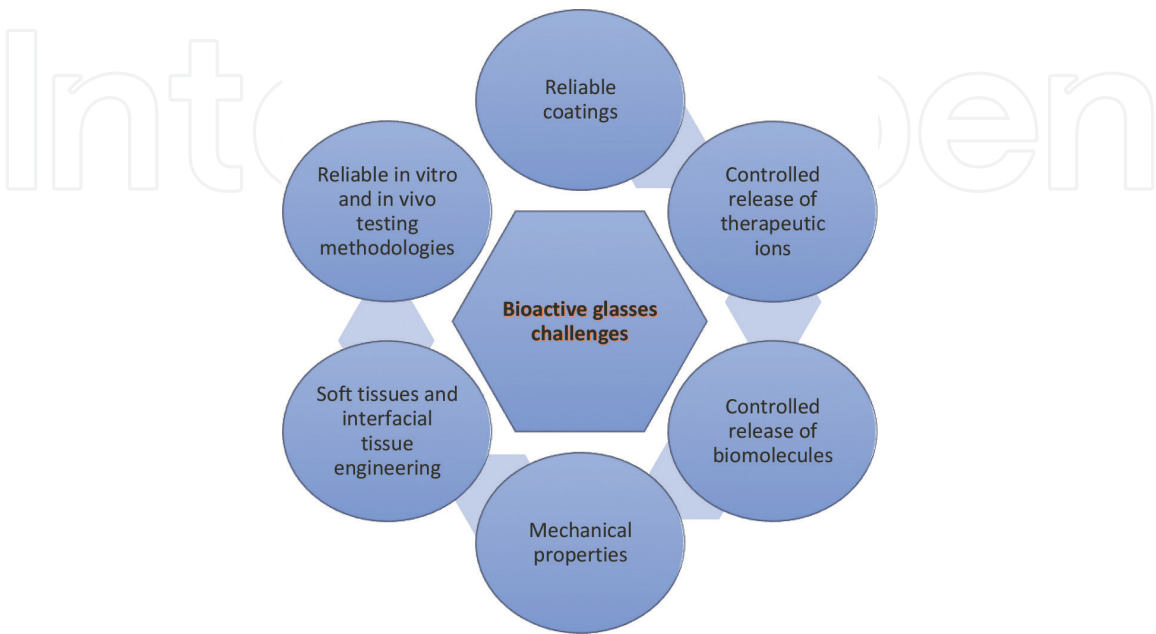 Reliable
coatings
Controlled
release of
therapeutic
ions
Controlled
release of
biomolecules
Mechanical
properties
Soft tissues and
interfacial
tissue
engineering
Reliable in vitro
and in vivo
testing
methodologies
Bioactive glasses
challenges